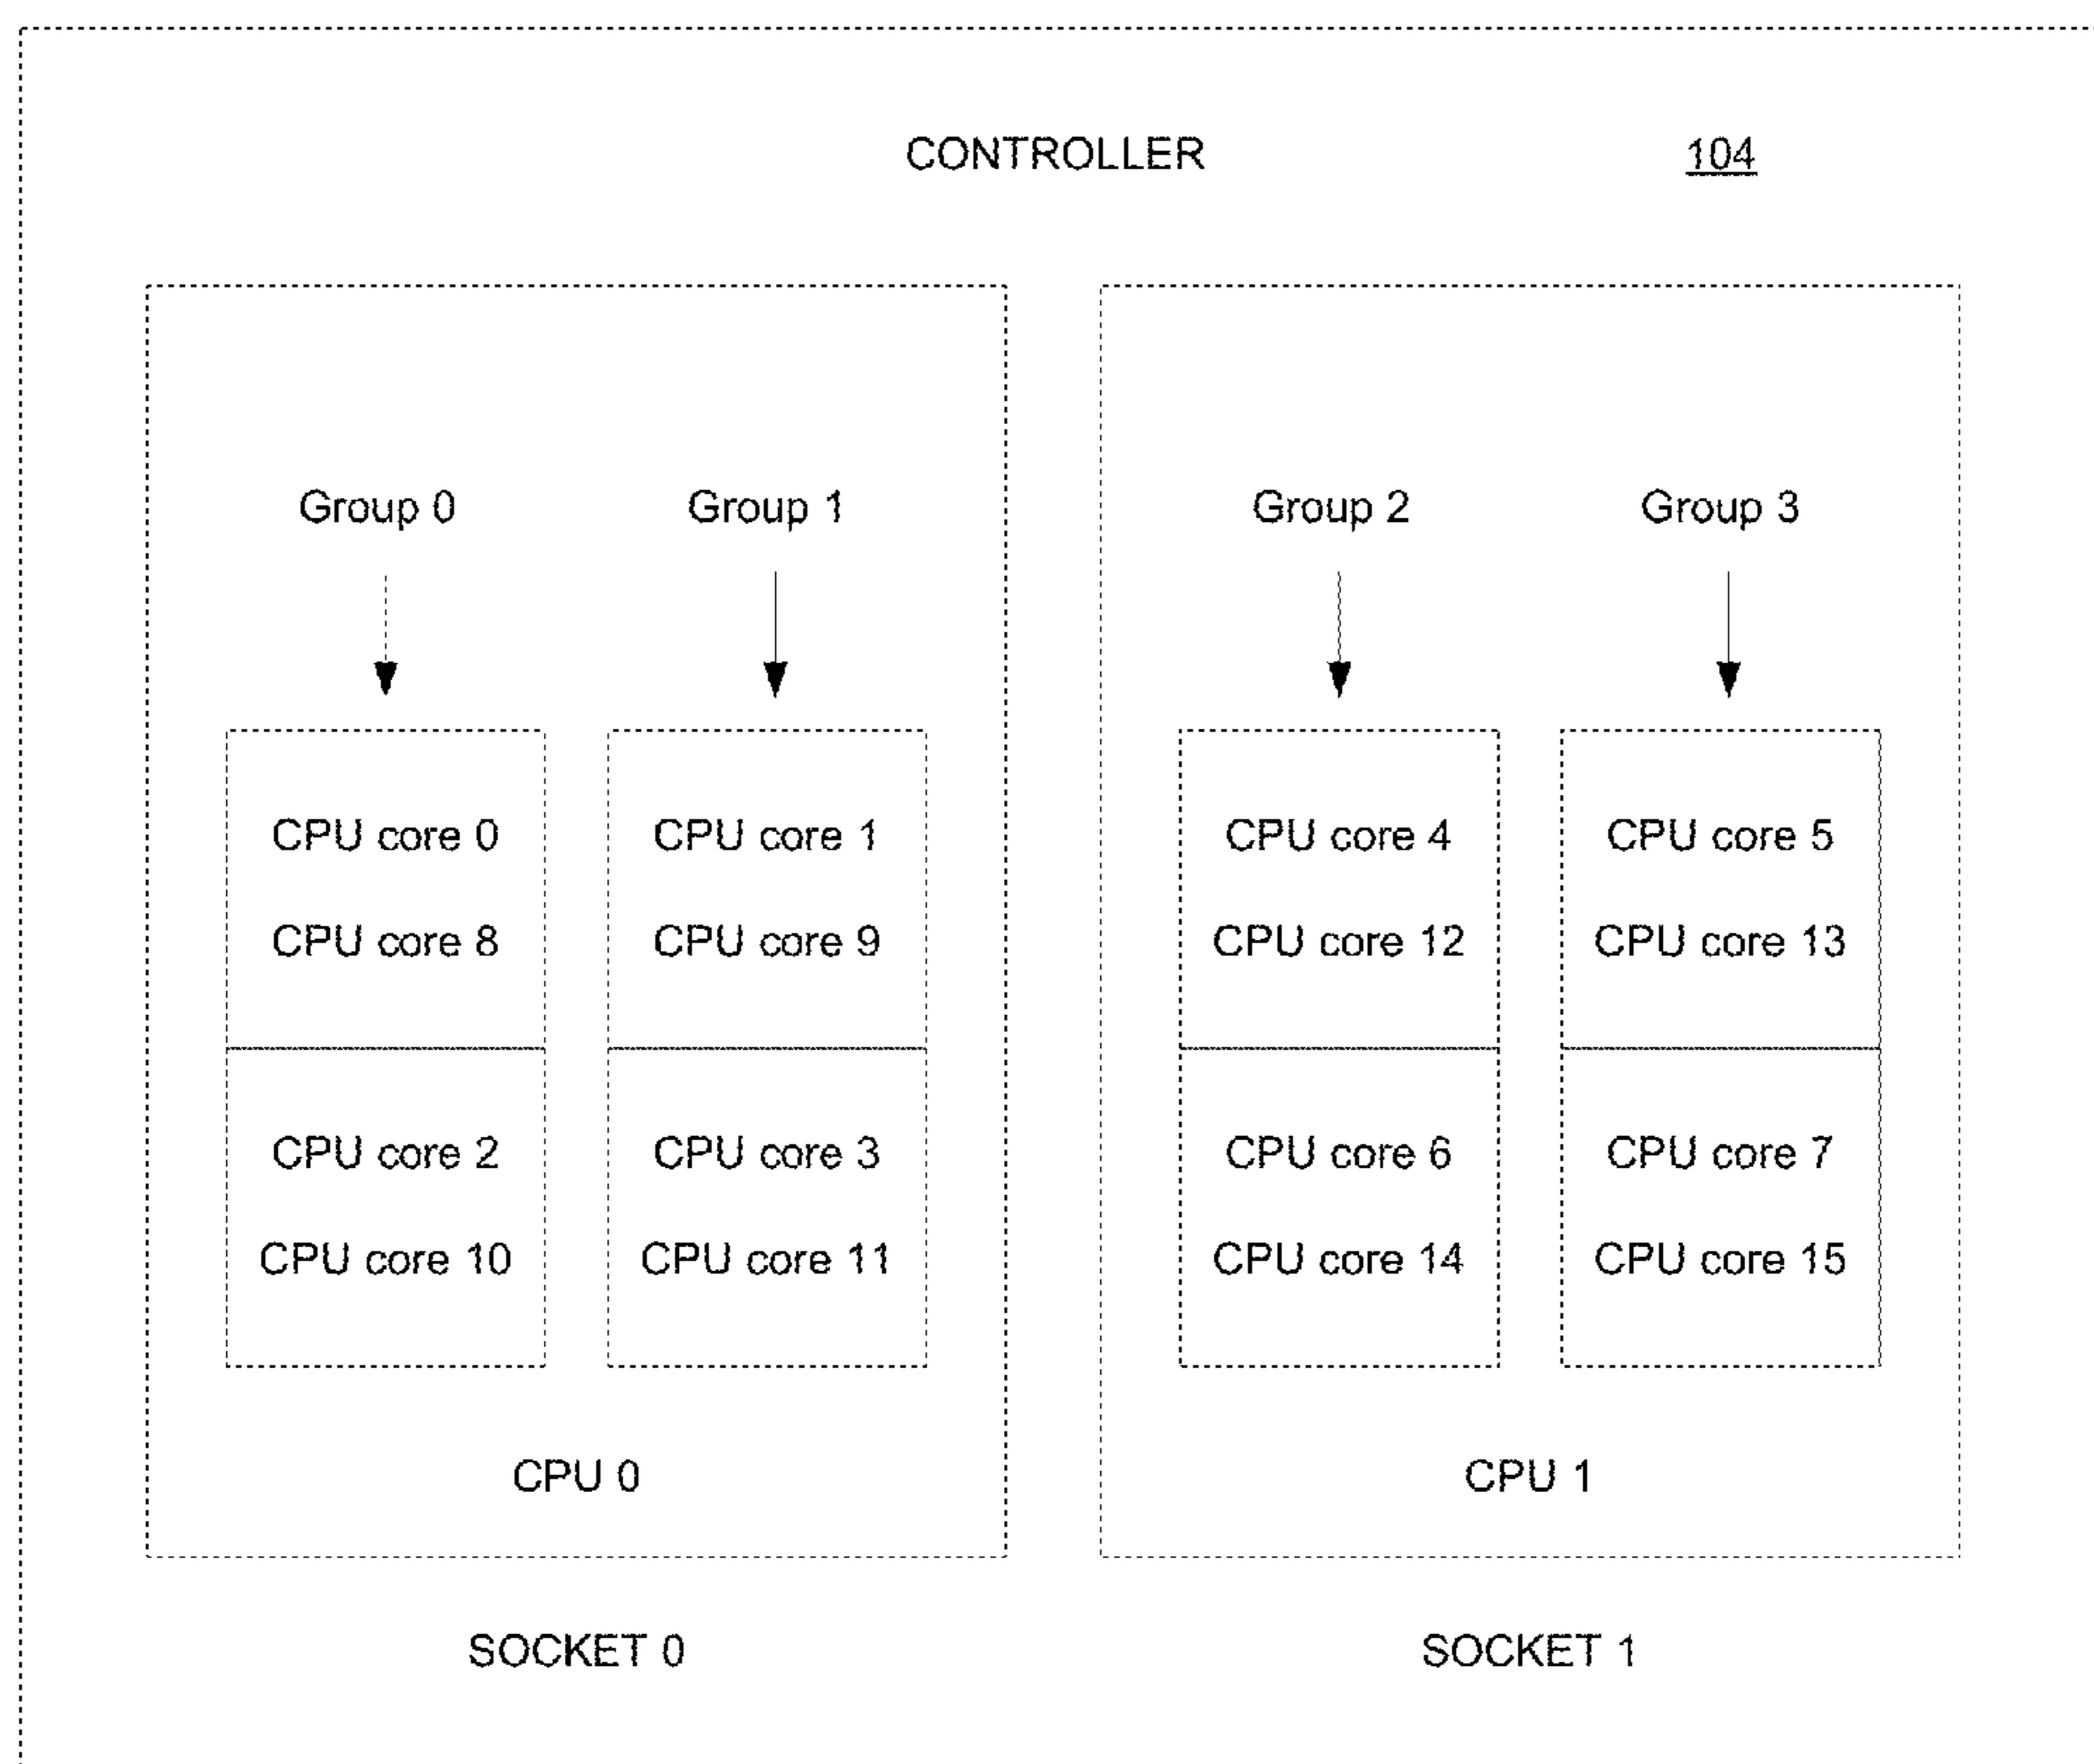 CONTROLLER 104
Group 0 Group 1 Group 2 Group 3
CPU core 0 CPU core 1 CPU core 4 CPU core 5
CPU core 8 CPU core 9 CPU core 12 CPU core 13
CPU core 2 CPU core 3 CPU core 6 CPU core 7
CPU core 10 CPU core 11 CPU core 14 CPU core 15
CPU 0 CPU 1
SOCKET 0 SOCKET 1